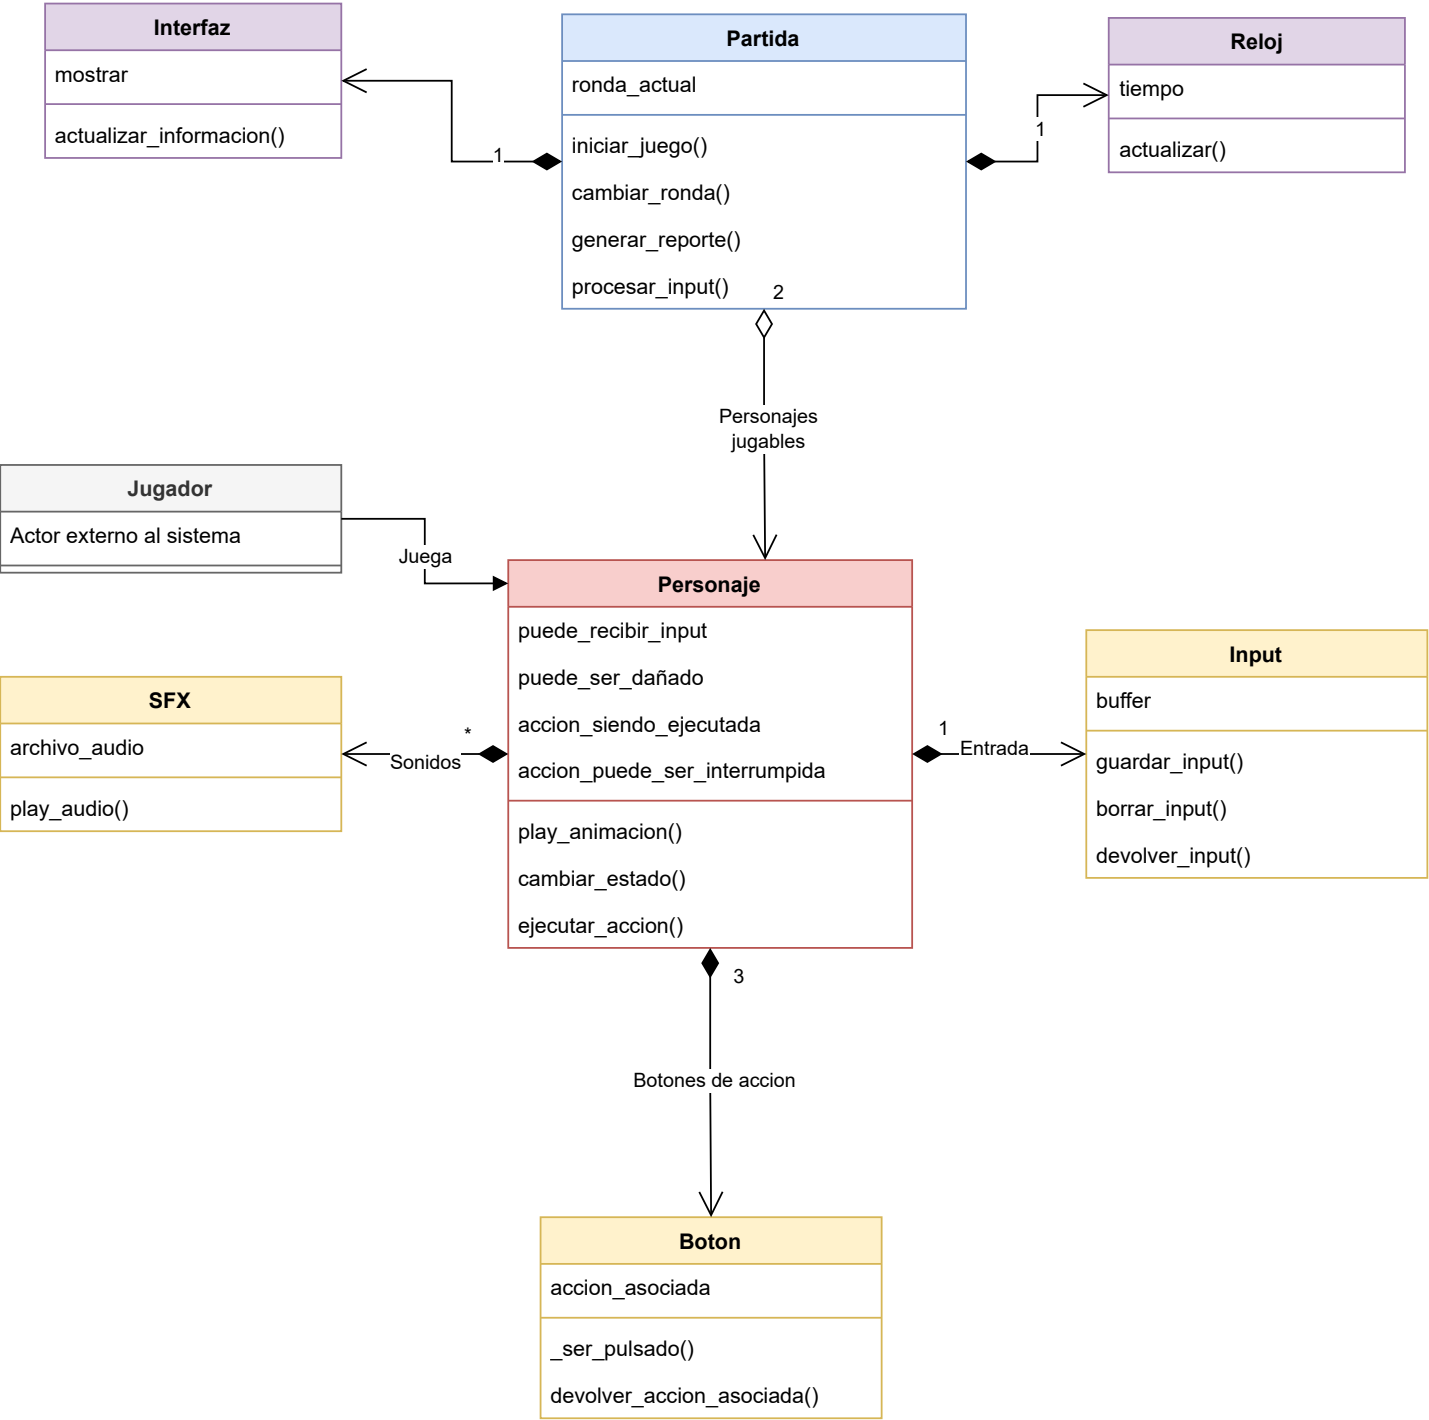 Interfaz
mostrar
actualizar_informacion()
1
Partida
ronda_actual
iniciar_juego()
cambiar_ronda()
generar_reporte()
procesar_input()
2
Reloj
tiempo
actualizar()
1
Personajes
jugables
Jugador
Actor externo al sistema
Juega
Personaje
puede_recibir_input
puede_ser_dañado
accion_siendo_ejecutada
accion_puede_ser_interrumpida
play_animacion()
cambiar_estado()
ejecutar_accion()
SFX
archivo_audio
play_audio()
*
Sonidos
1
Entrada
Input
buffer
guardar_input()
borrar_input()
devolver_input()
3
Botones de accion
Boton
accion_asociada
_ser_pulsado()
devolver_accion_asociada()